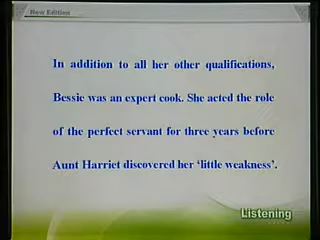 New Edition
In addition to all her other qualifications,
Bessie was an expert cook. She acted the role
of the perfect servant for three years before
Aunt Harriet discovered her ‘little weakness’.
Listening